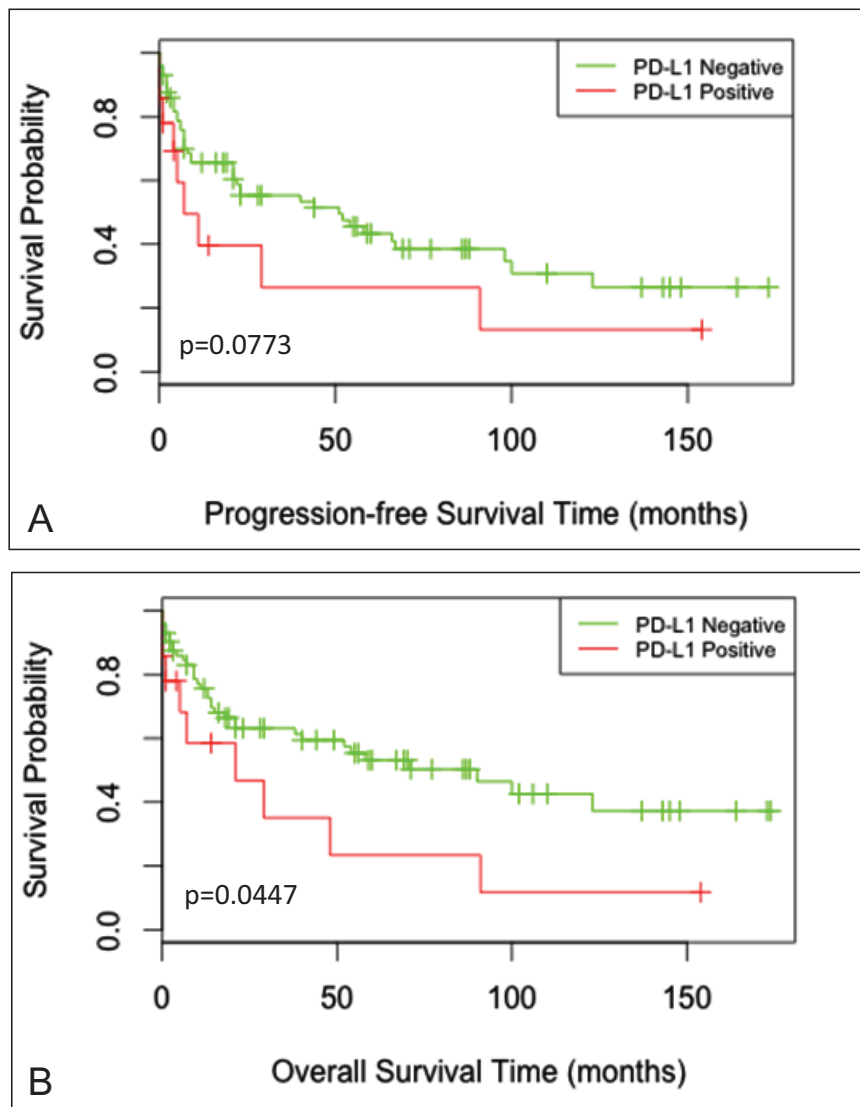 PD-L1 Negative
PD-L1 Positive
Survival Probability
0.0 0.4 0.8
p=0.0773
0 50 100 150
A
Progression-free Survival Time (months)
PD-L1 Negative
PD-L1 Positive
Survival Probability
0.0 0.4 0.8
p=0.0447
0 50 100 150
B
Overall Survival Time (months)